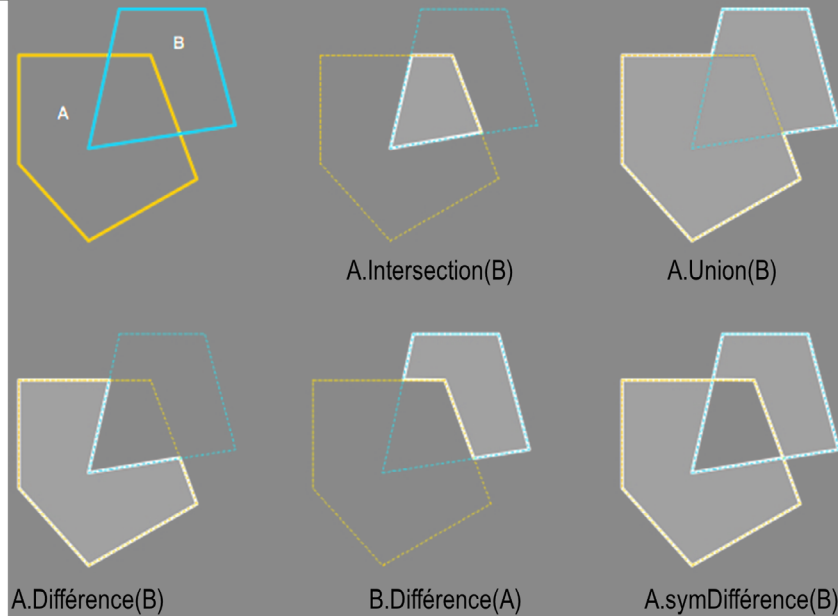 B
A
A.Intersection(B)
A.Union(B)
A.Différence(B)
B.Différence(A)
A.symDifférence(B)